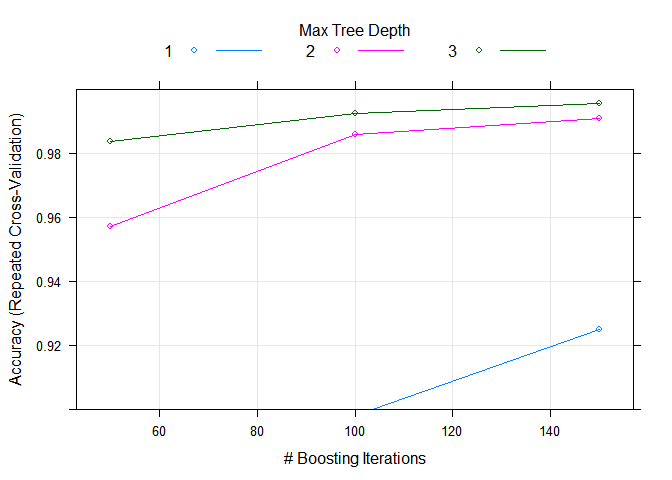 Max Tree Depth
1 2 3
Accuracy (Repeated Cross-Validation)
0.98
0.96
0.94
0.92
60 80 100 120 140
# Boosting Iterations